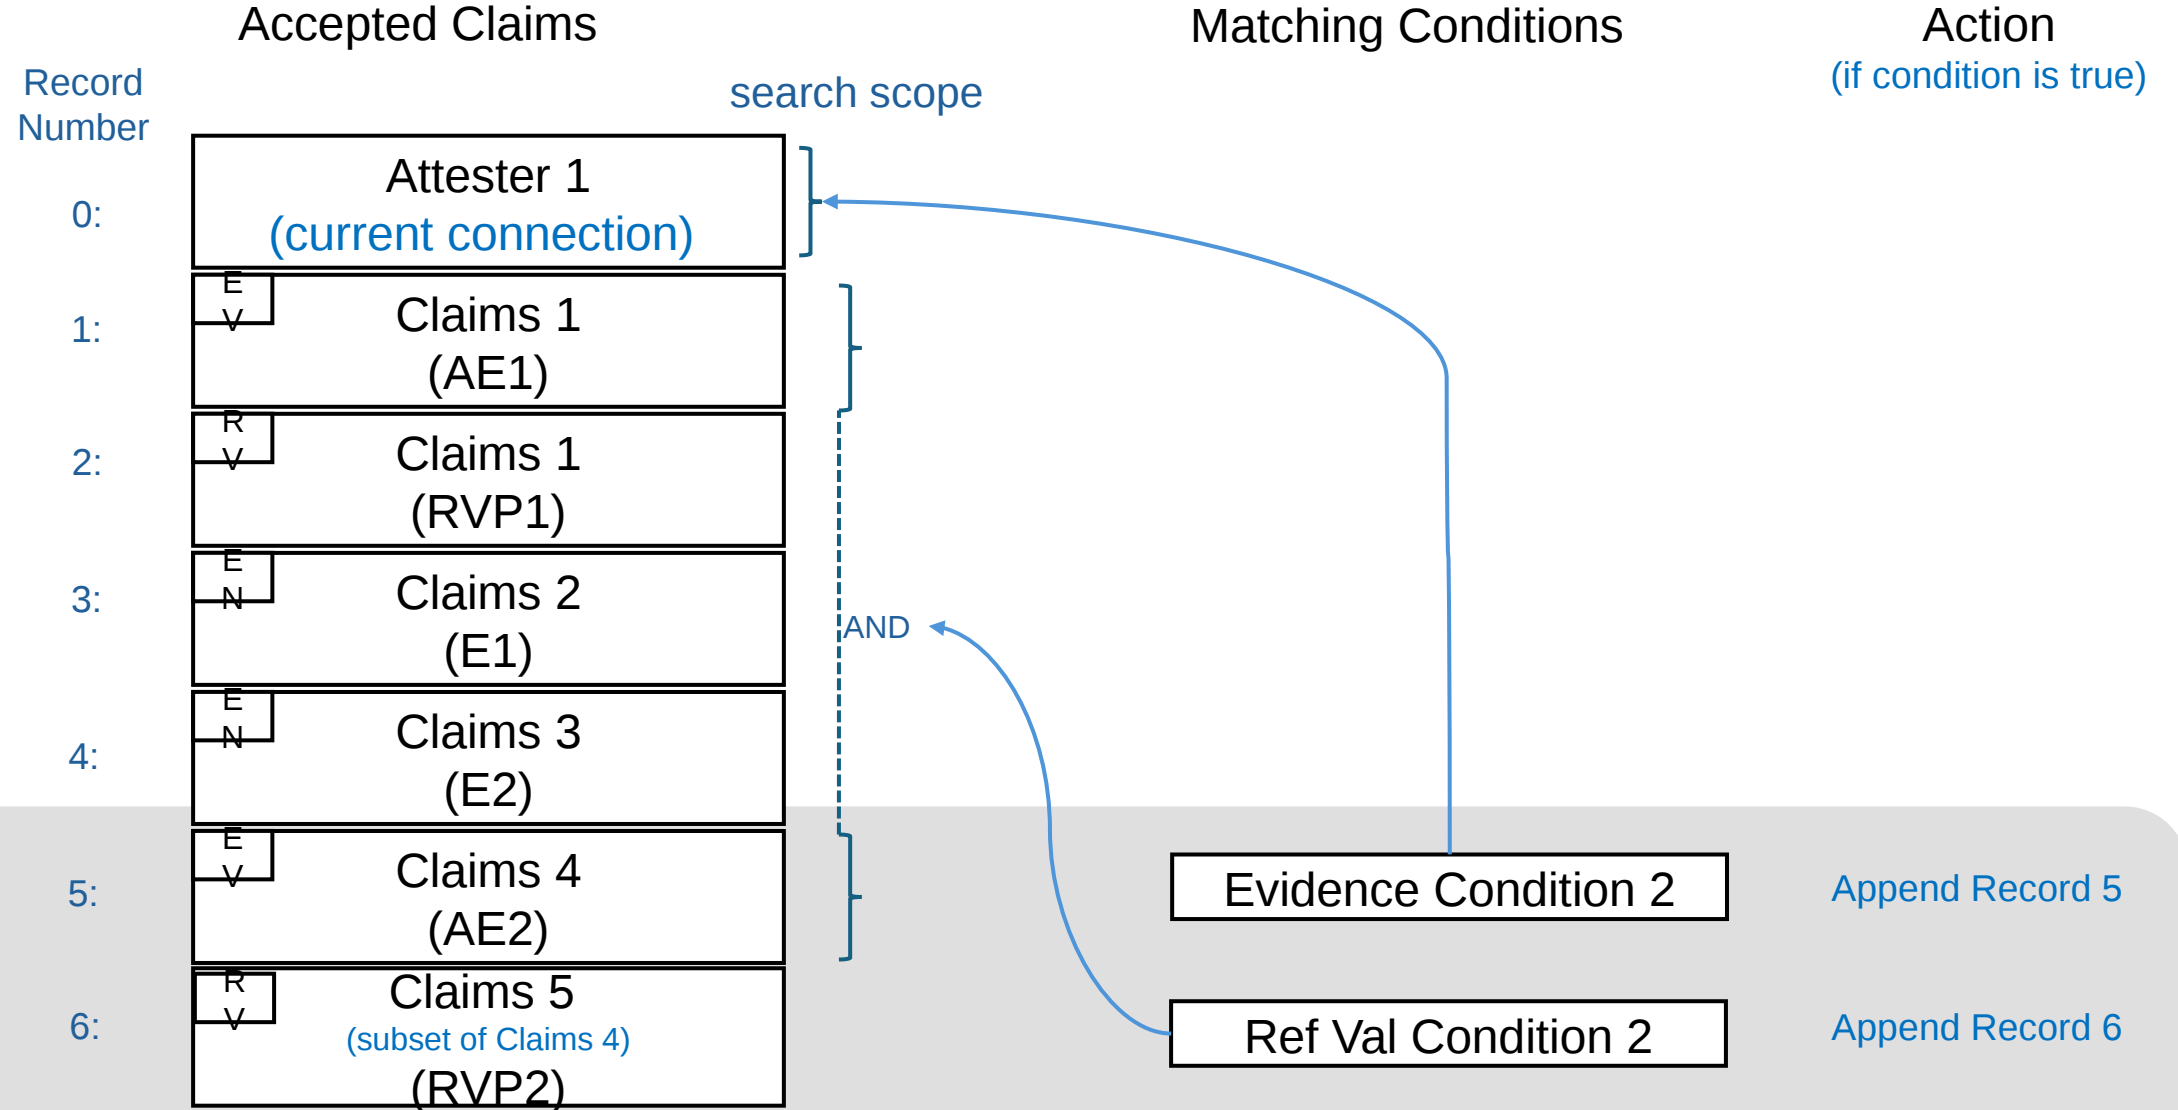 Accepted Claims
Matching Conditions
Action
(if condition is true)
Record
Number
search scope
0:
Attester 1
(current connection)
1:
E
V
Claims 1
(AE1)
2:
R
V
Claims 1
(RVP1)
3:
E
N
Claims 2
(E1)
AND
4:
E
N
Claims 3
(E2)
5:
E
V
Claims 4
(AE2)
Evidence Condition 2
Append Record 5
6:
R
V
Claims 5
(subset of Claims 4)
(RVP2)
Ref Val Condition 2
Append Record 6